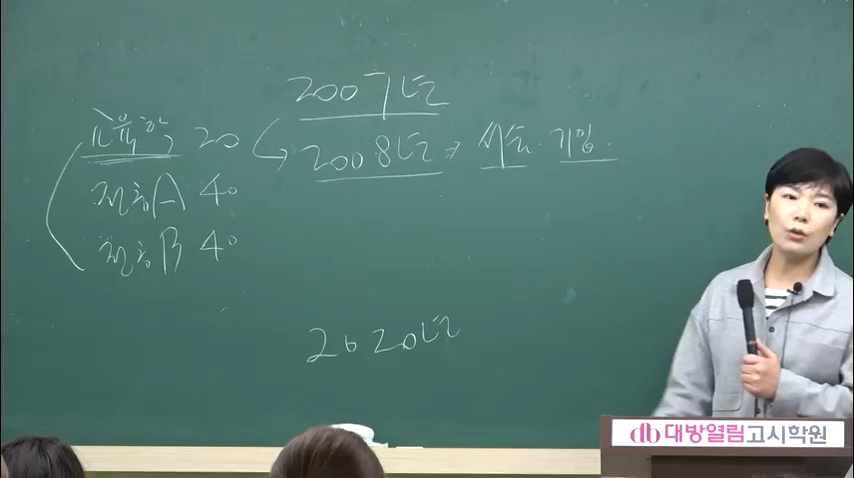 교육학 20
전공A 40
전공B 40
2007년
2008년 → 서술. 기입.
2020년
db 대방열림고시학원